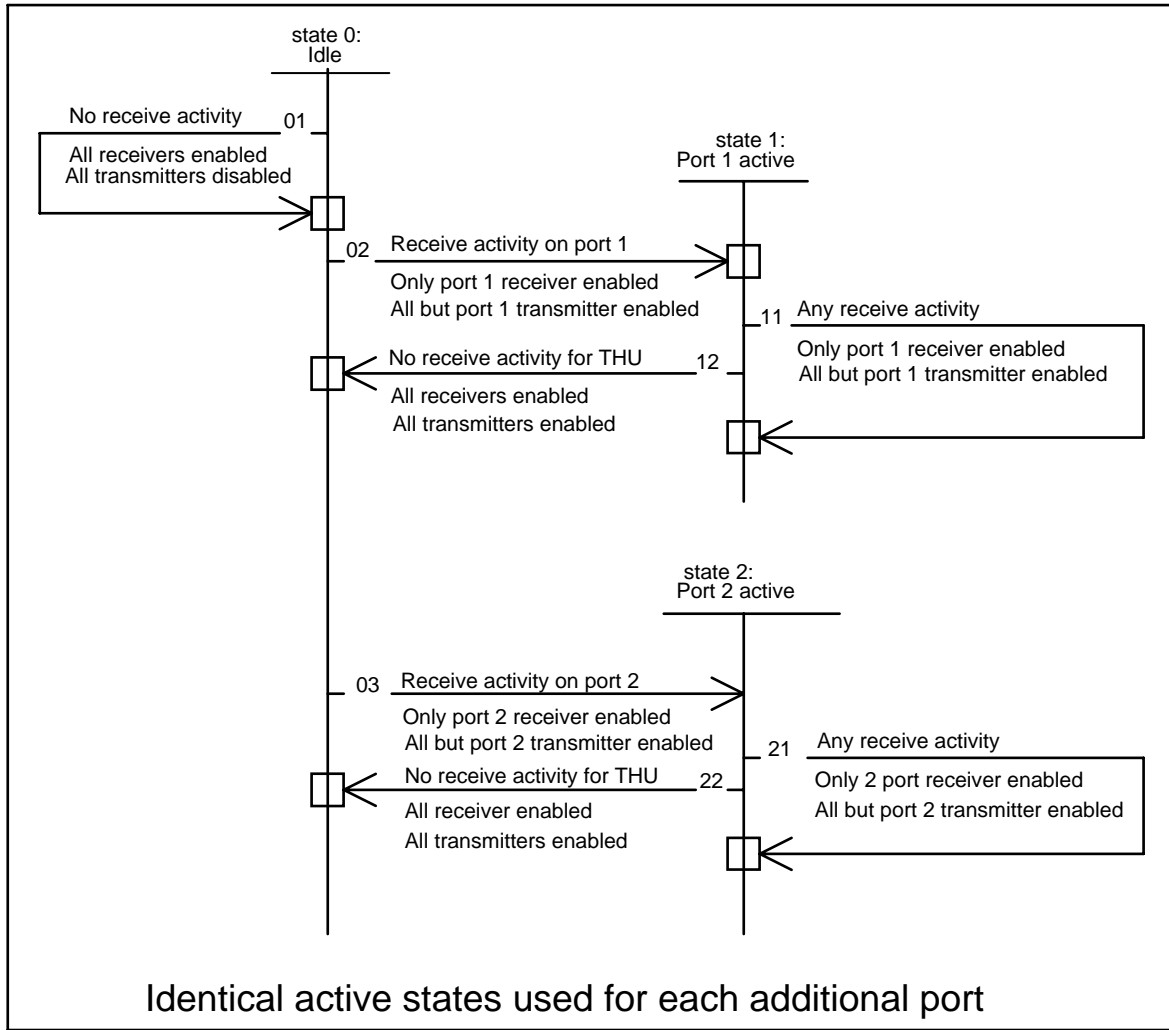 state 0:
Idle
No receive activity
01
All receivers enabled
All transmitters disabled
state 1:
Port 1 active
02
Receive activity on port 1
Only port 1 receiver enabled
All but port 1 transmitter enabled
11
Any receive activity
Only port 1 receiver enabled
All but port 1 transmitter enabled
No receive activity for THU
12
All receivers enabled
All transmitters enabled
state 2:
Port 2 active
03
Receive activity on port 2
Only port 2 receiver enabled
All but port 2 transmitter enabled
21
Any receive activity
Only 2 port receiver enabled
All but port 2 transmitter enabled
No receive activity for THU
22
All receiver enabled
All transmitters enabled
Identical active states used for each additional port